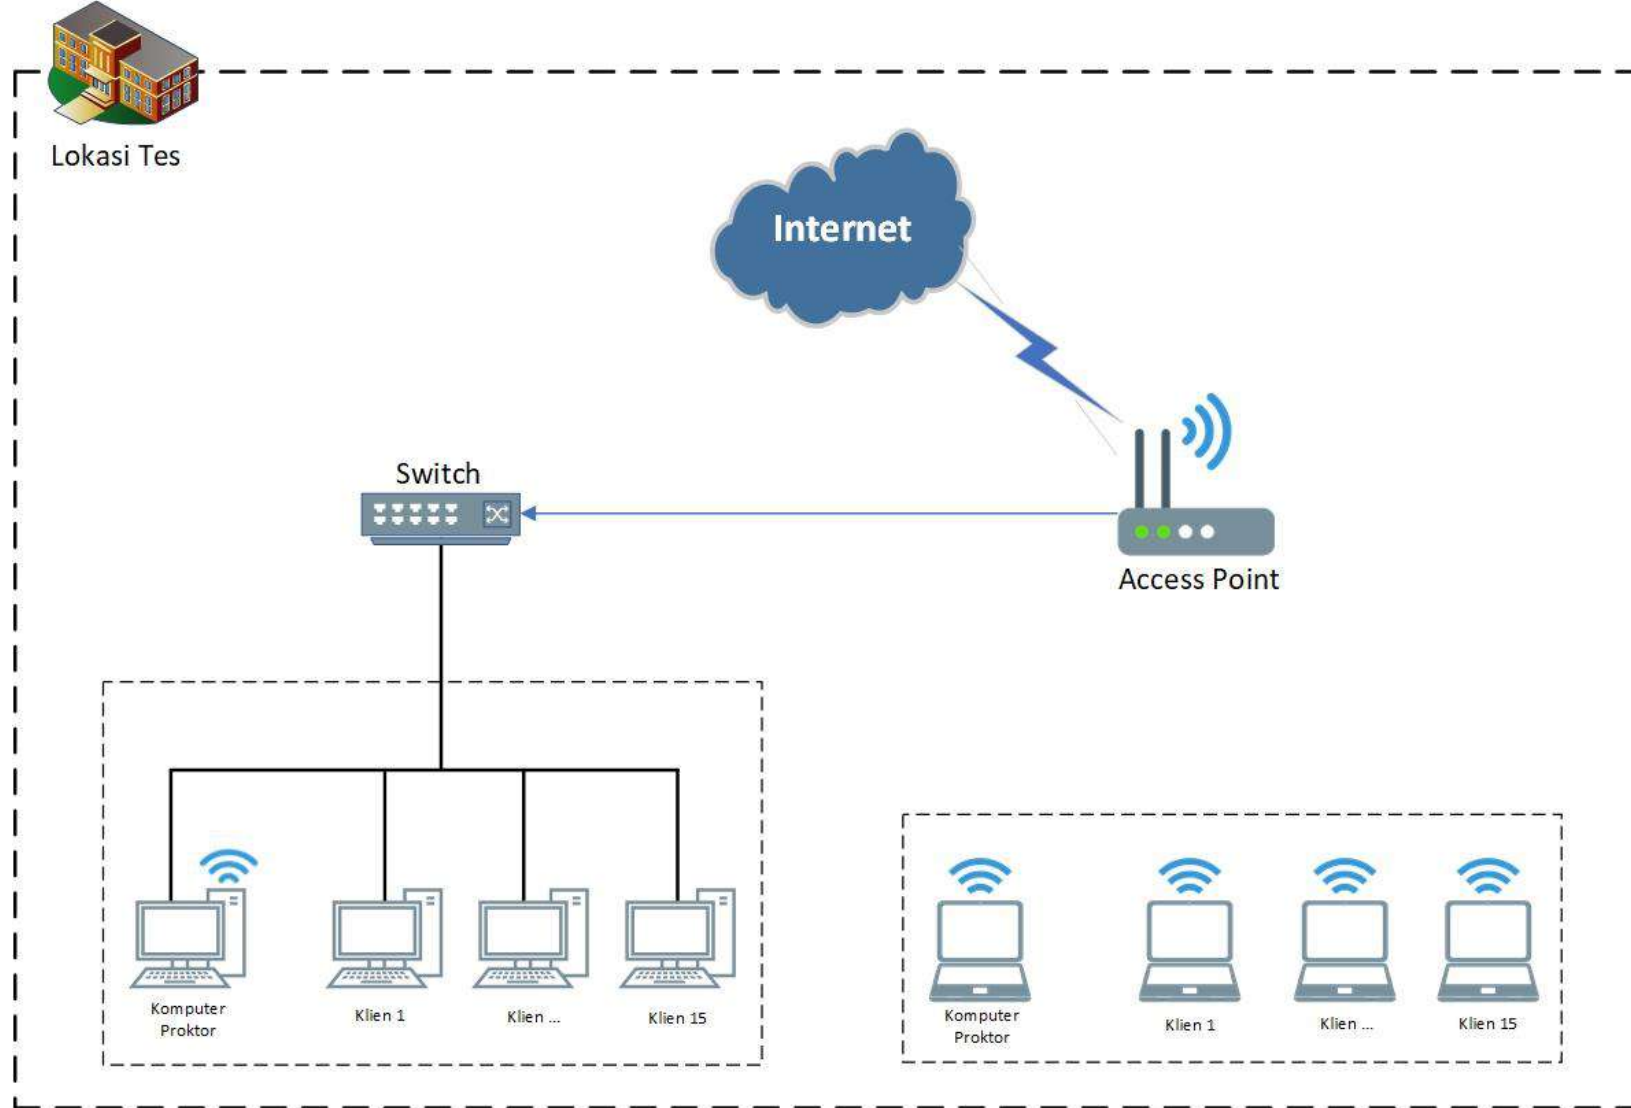 Lokasi Tes
Internet
Switch
Access Point
Komputer
Proktor
Klien 1
Klien ...
Klien 15
Komputer
Proktor
Klien 1
Klien ...
Klien 15